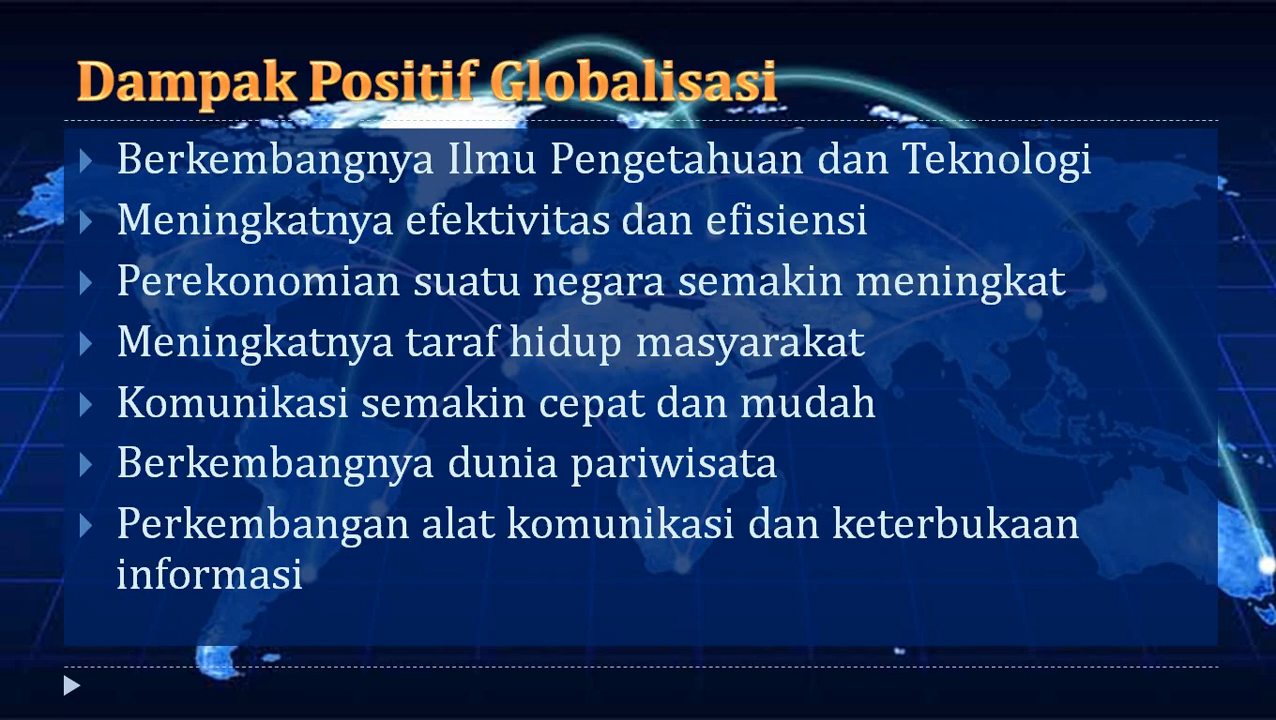 Dampak Positif Globalisasi
Berkembangnya Ilmu Pengetahuan dan Teknologi
Meningkatnya efektivitas dan efisiensi
Perekonomian suatu negara semakin meningkat
Meningkatnya taraf hidup masyarakat
Komunikasi semakin cepat dan mudah
Berkembangnya dunia pariwisata
Perkembangan alat komunikasi dan keterbukaan
informasi